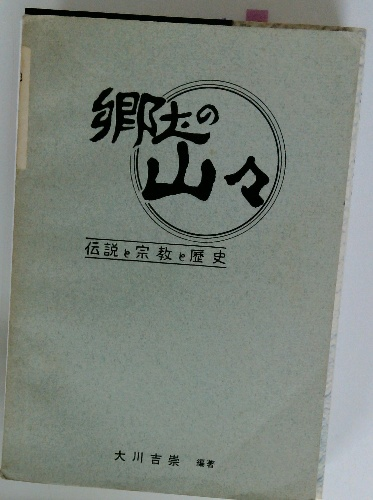 郷土の
山々
伝説と宗教と歴史
大川吉崇 編著